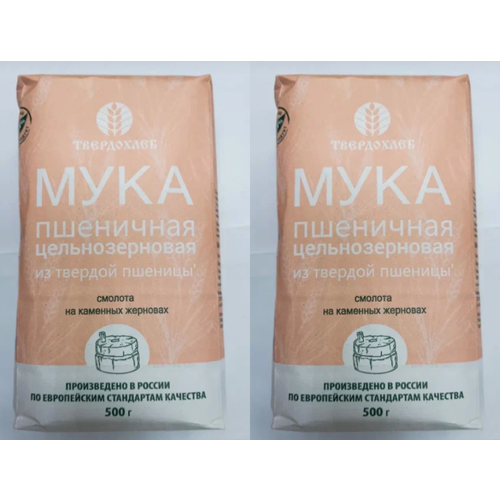 ТВЕРДОХЛЕБ
МУКА
пшеничная
цельнозерновая
из твердой пшеницы
смолота
на каменных жерновах
ПРОИЗВЕДЕНО В РОССИИ
ПО ЕВРОПЕЙСКИМ СТАНДАРТАМ КАЧЕСТВА
500 г
ТВЕРДОХЛЕБ
МУКА
пшеничная
цельнозерновая
из твердой пшеницы
смолота
на каменных жерновах
ПРОИЗВЕДЕНО В РОССИИ
ПО ЕВРОПЕЙСКИМ СТАНДАРТАМ КАЧЕСТВА
500 г